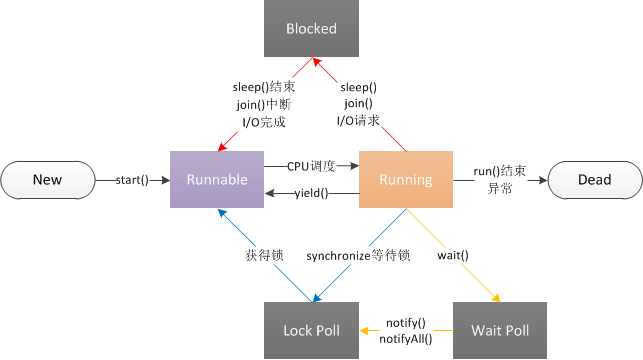 Blocked
sleep()结束
join()中断
I/O完成
sleep()
join()
I/O请求
New
start()
Runnable
CPU调度
yield()
Running
run()结束
异常
Dead
获得锁
synchronize等待锁
wait()
Lock Poll
notify()
notifyAll()
Wait Poll